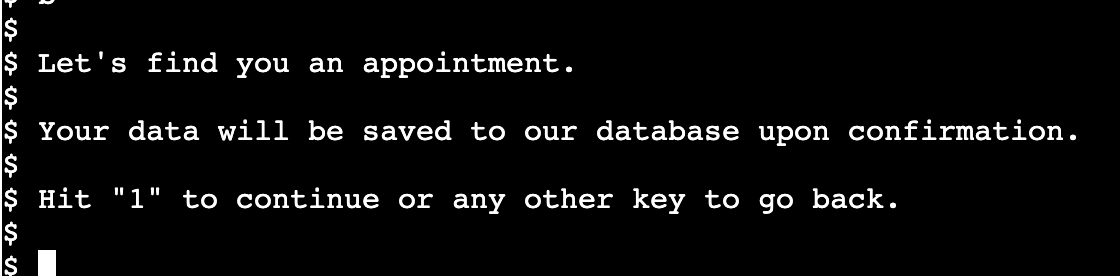 $
$
$ Let's find you an appointment.
$
$ Your data will be saved to our database upon confirmation.
$
$ Hit "1" to continue or any other key to go back.
$
$